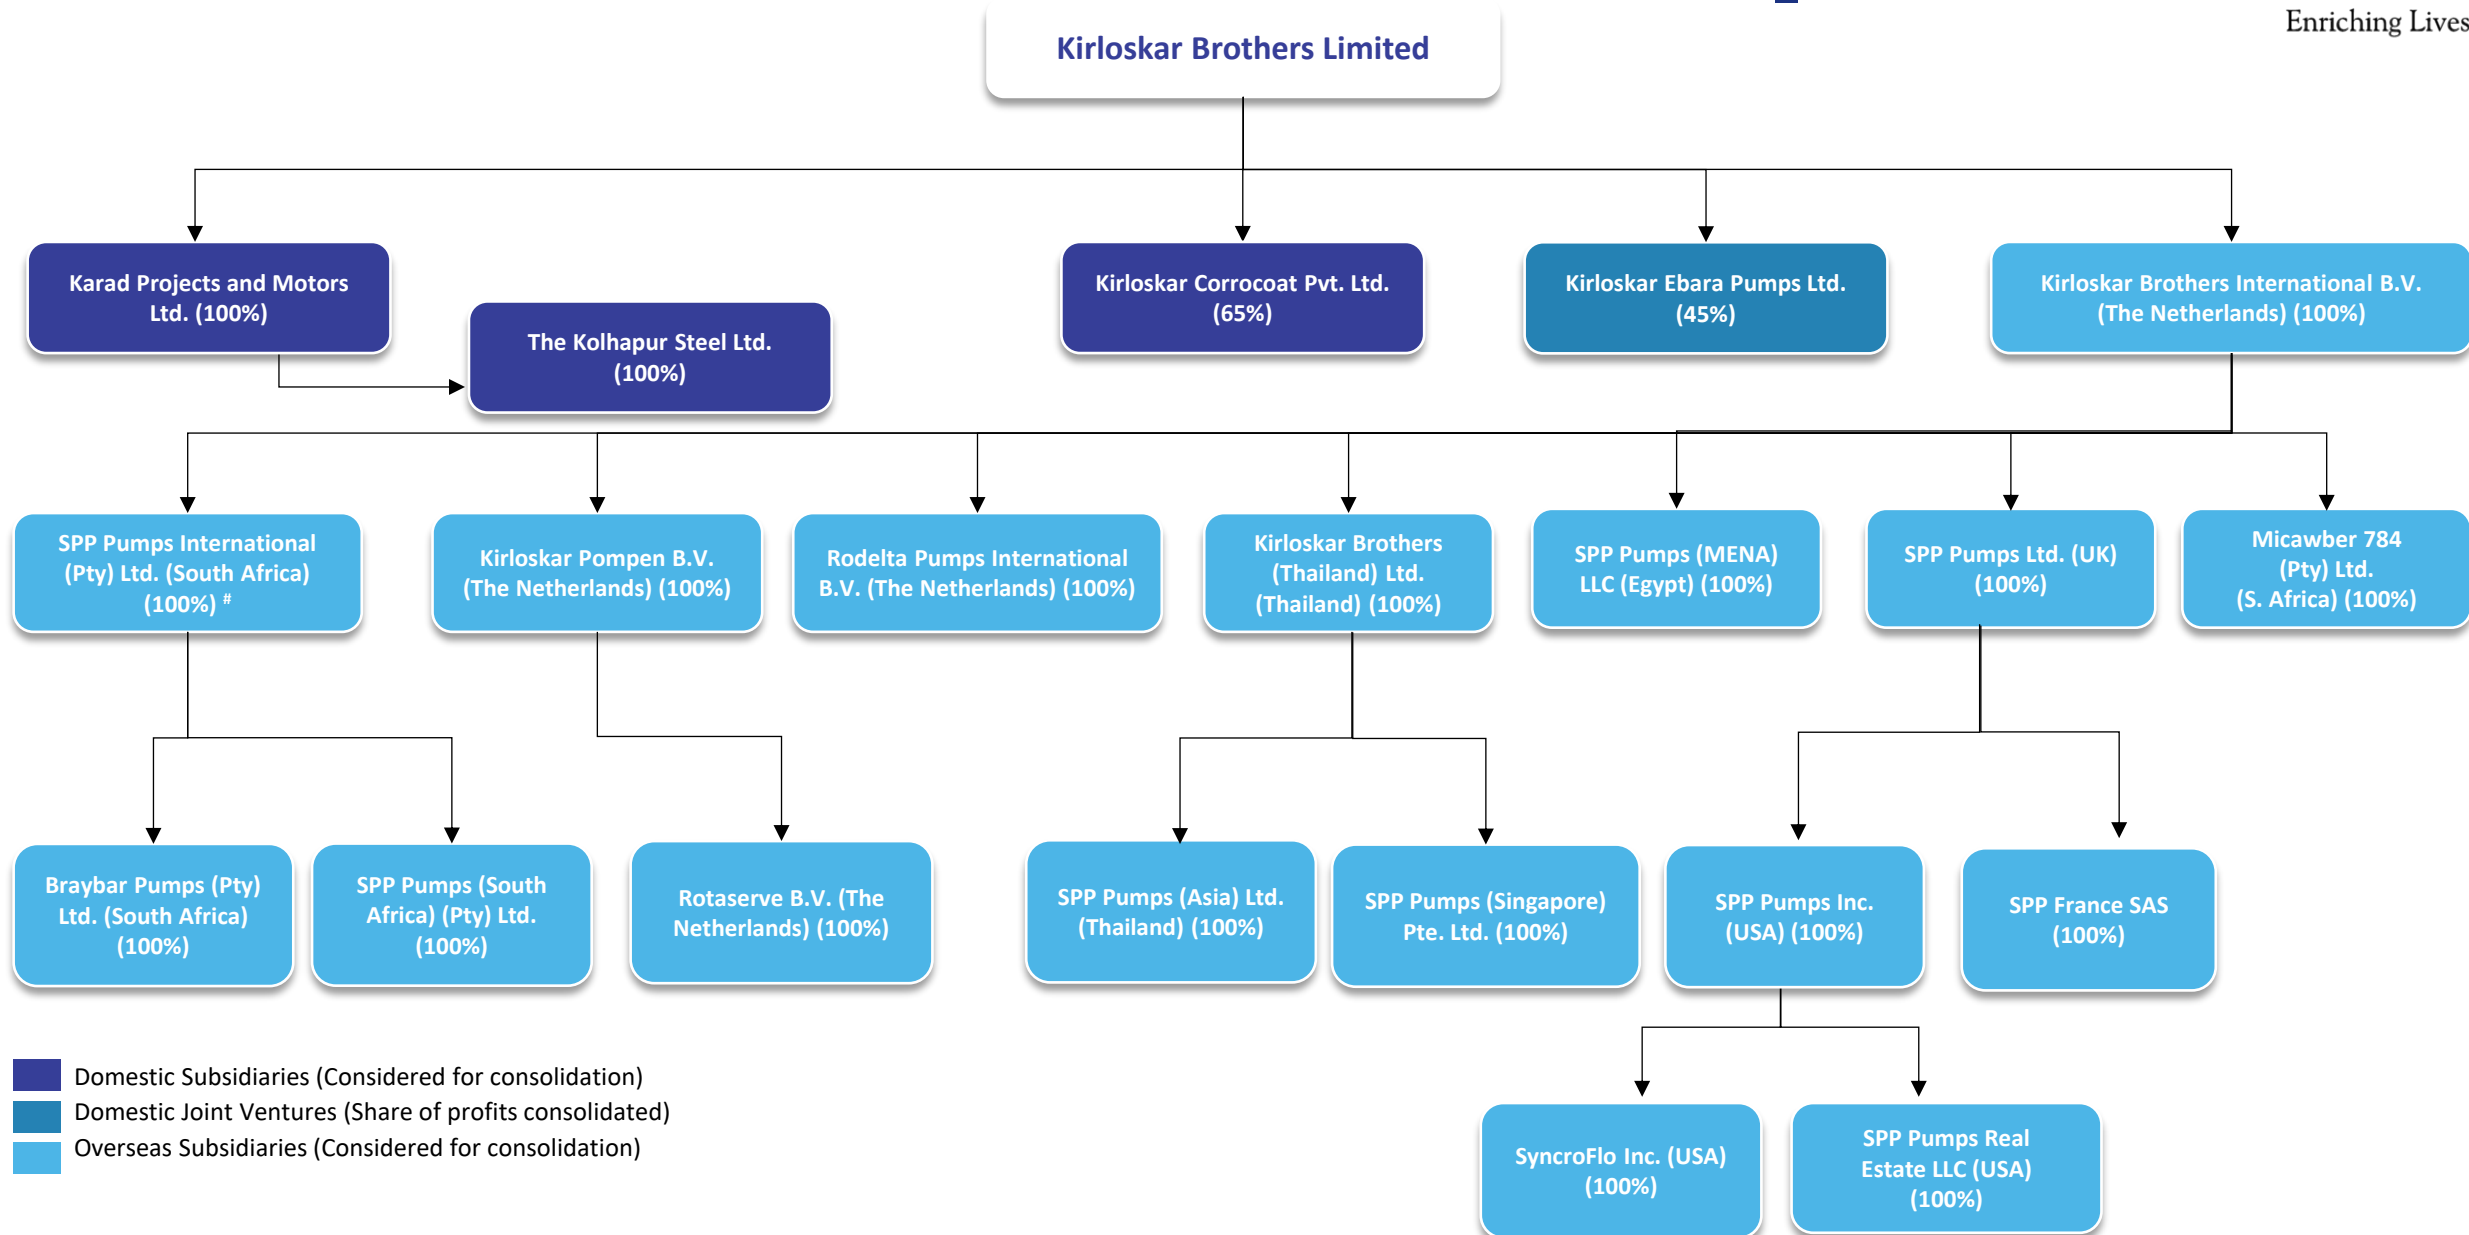 Enriching Lives
Kirloskar Brothers Limited
Karad Projects and Motors
Ltd. (100%)
The Kolhapur Steel Ltd.
(100%)
Kirloskar Corrocoat Pvt. Ltd.
(65%)
Kirloskar Ebara Pumps Ltd.
(45%)
Kirloskar Brothers International B.V.
(The Netherlands) (100%)
SPP Pumps International
(Pty) Ltd. (South Africa)
(100%) #
Kirloskar Pompen B.V.
(The Netherlands) (100%)
Rodelta Pumps International
B.V. (The Netherlands) (100%)
Kirloskar Brothers
(Thailand) Ltd.
(Thailand) (100%)
SPP Pumps (MENA)
LLC (Egypt) (100%)
SPP Pumps Ltd. (UK)
(100%)
Micawber 784
(Pty) Ltd.
(S. Africa) (100%)
Braybar Pumps (Pty)
Ltd. (South Africa)
(100%)
SPP Pumps (South
Africa) (Pty) Ltd.
(100%)
Rotaserve B.V. (The
Netherlands) (100%)
SPP Pumps (Asia) Ltd.
(Thailand) (100%)
SPP Pumps (Singapore)
Pte. Ltd. (100%)
SPP Pumps Inc.
(USA) (100%)
SPP France SAS
(100%)
SyncroFlo Inc. (USA)
(100%)
SPP Pumps Real
Estate LLC (USA)
(100%)
Domestic Subsidiaries (Considered for consolidation)
Domestic Joint Ventures (Share of profits consolidated)
Overseas Subsidiaries (Considered for consolidation)